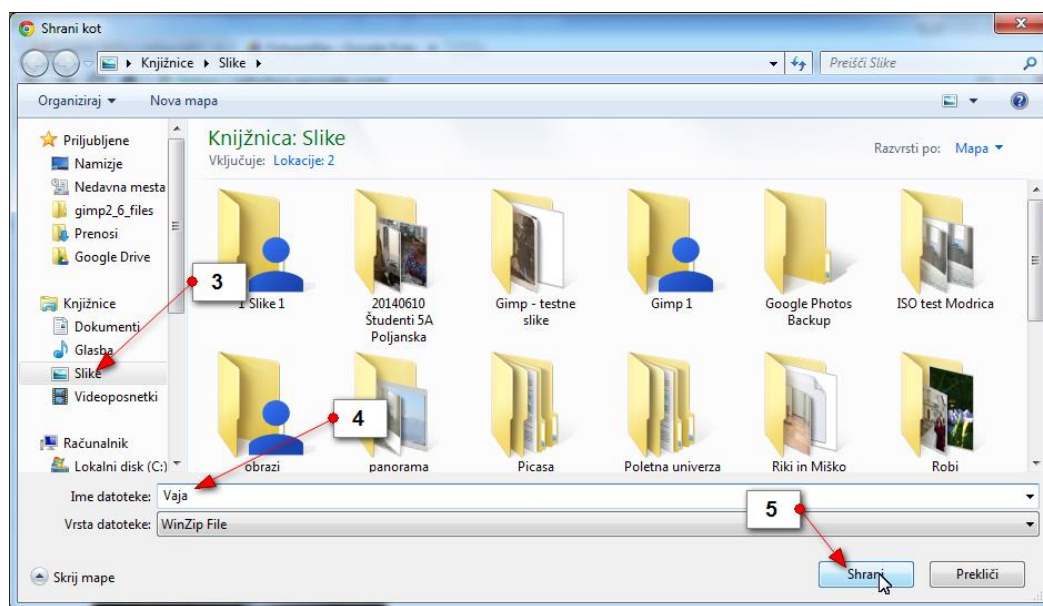 Shrani kot
Knjižnice
Slike
Preišči Slike
Organiziraj
Nova mapa
Priljubljene
Namizje
Nedavna mesta
gimp2_6_files
Prenosi
Google Drive
Knjižnice
Dokumenti
Glasba
Slike
Videoposnetki
Računalnik
Lokalni disk (C:)
Knjižnica: Slike
Vključuje: Lokacije: 2
Razvrsti po: Mapa
3
1 Slike 1
20140610
Študenti 5A
Poljanska
Gimp - testne
slike
Gimp 1
Google Photos
Backup
ISO test Modrica
4
obrazi
panorama
Picasa
Poletna univerza
Riki in Miško
Robi
Ime datoteke: Vaja
Vrsta datoteke: WinZip File
5
Skrij mape
Shrani
Prekliči